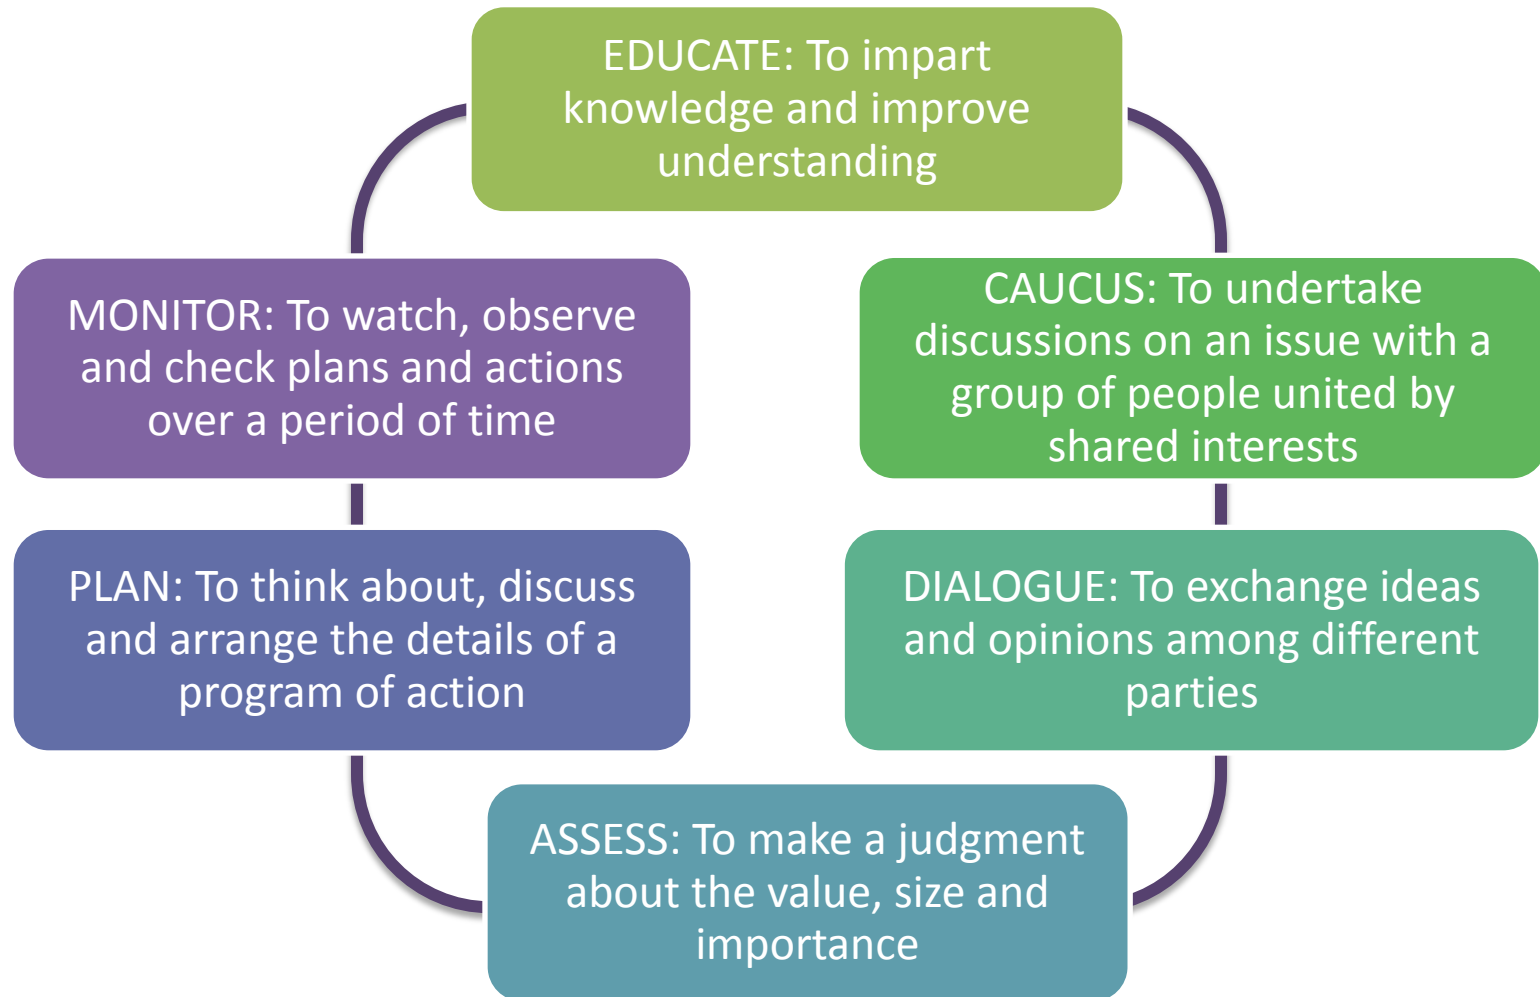 EDUCATE: To impart
knowledge and improve
understanding
CAUCUS: To undertake
discussions on an issue with a
group of people united by
shared interests
DIALOGUE: To exchange ideas
and opinions among different
parties
ASSESS: To make a judgment
about the value, size and
importance
PLAN: To think about, discuss
and arrange the details of a
program of action
MONITOR: To watch, observe
and check plans and actions
over a period of time